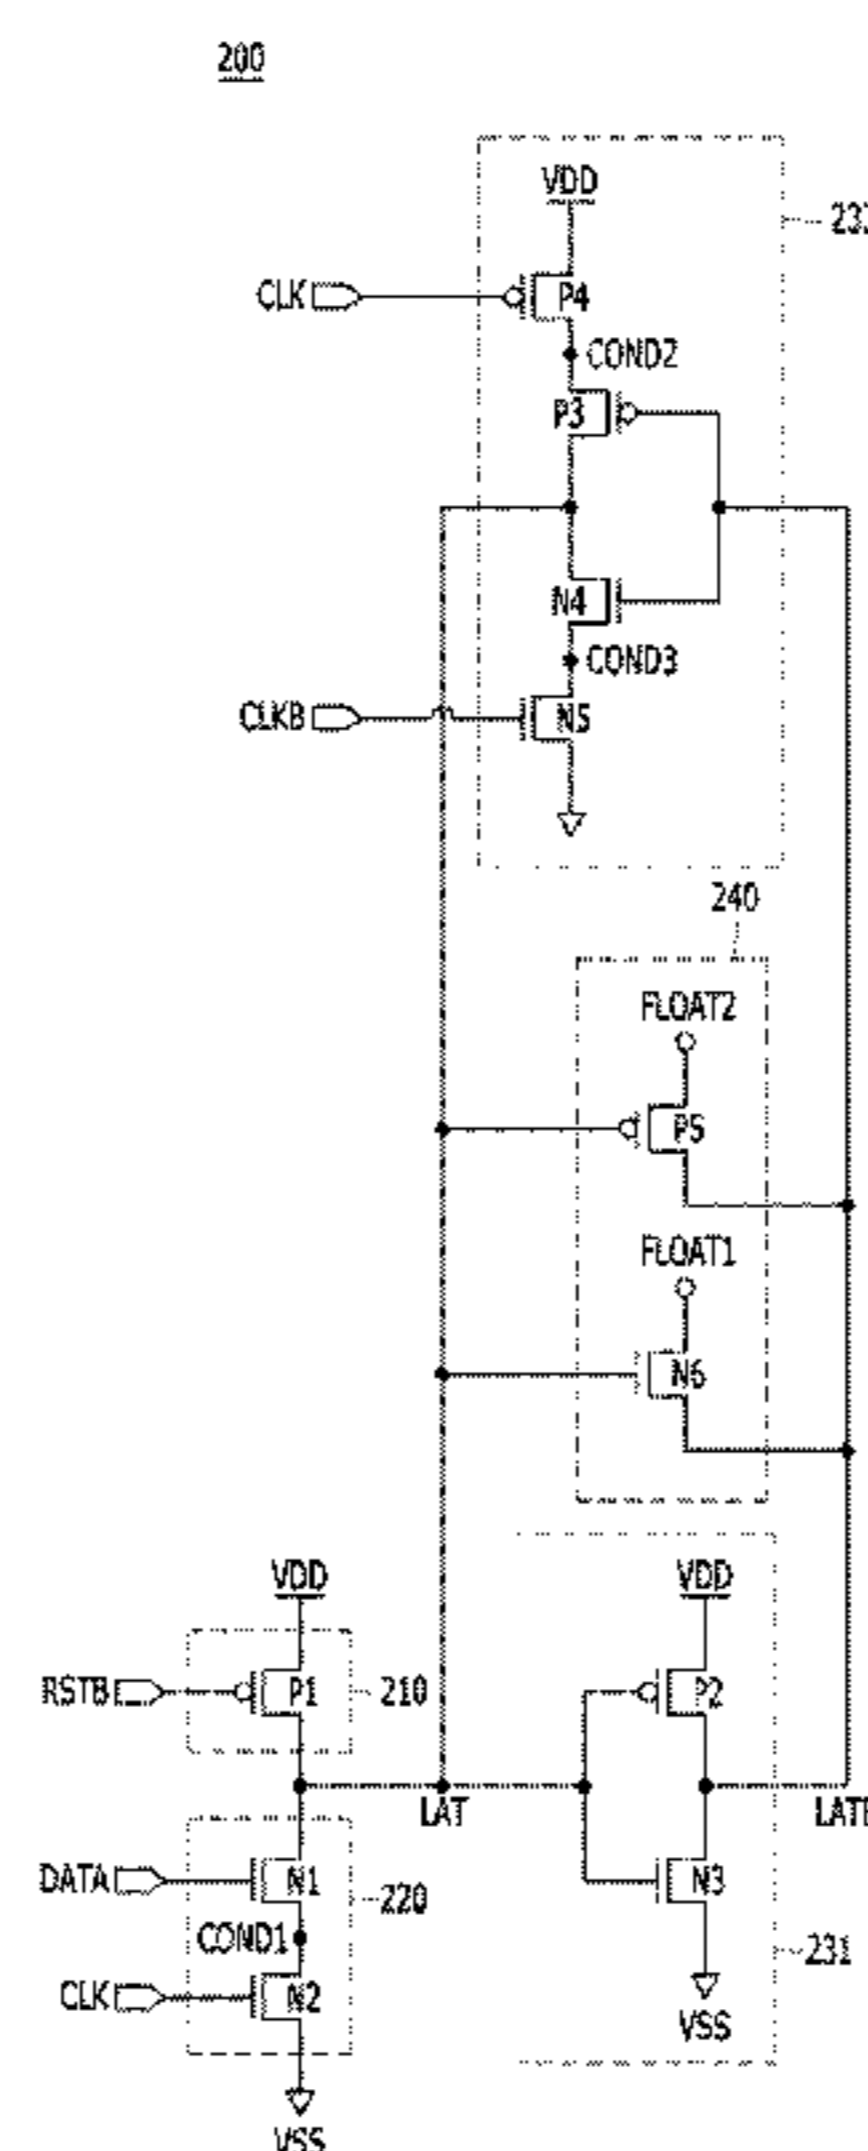 200
VDD
CLK
P4
COND2
P3
N4
COND3
CLKB
N5
240
FLOAT2
P5
FLOAT1
N6
VDD
VDD
RSTB
P1
210
P2
LAT
DATA
N1
220
N3
COND1
231
CLK
N2
VSS
VSS